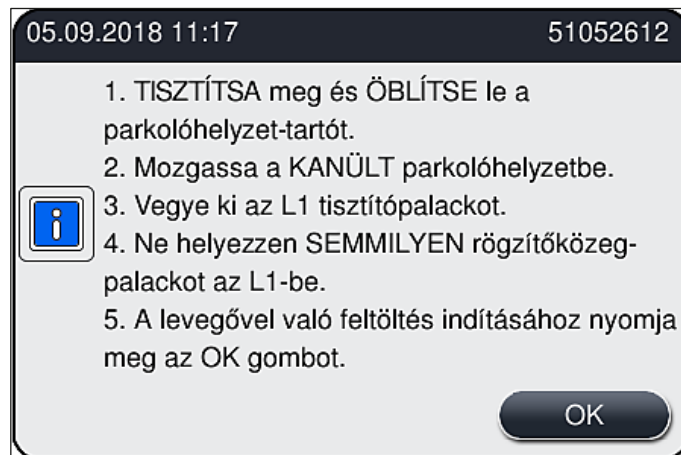 05.09.2018 11:17 51052612
1. TISZTÍTSA meg és ÖBLÍTSE le a
parkolóhelyzet-tartót.
2. Mozgassa a KANÜLT parkolóhelyzetbe.
3. Vegye ki az L1 tisztítópalackot.
4. Ne helyezzen SEMMILYEN rögzítőközeg-
palackot az L1-be.
5. A levegővel való feltöltés indításához nyomja
meg az OK gombot.
OK